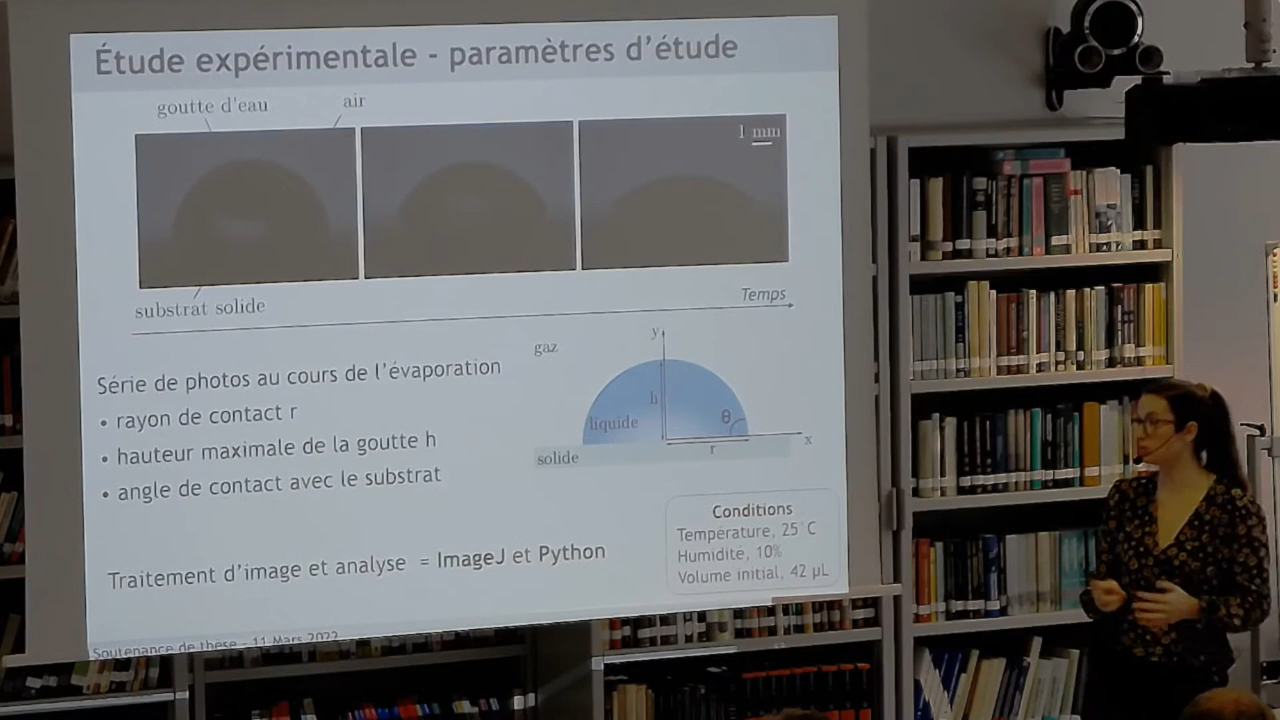 Étude expérimentale - paramètres d'étude
goutte d'eau
air
1 mm
substrat solide
Temps
Série de photos au cours de l'évaporation
• rayon de contact r
• hauteur maximale de la goutte h
• angle de contact avec le substrat
y
gaz
h
liquide
θ
x
r
solide
Traitement d'image et analyse = ImageJ et Python
Conditions
Température, 25°C
Humidité, 10%
Volume initial, 42 μL
Soutenance de thèse - 11 Mars 2022